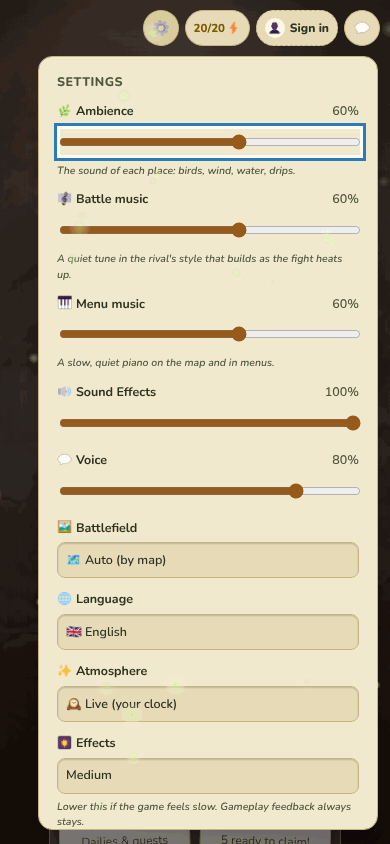 20/20
Sign in
SETTINGS
Ambience 60%
The sound of each place: birds, wind, water, drips.
Battle music 60%
A quiet tune in the rival's style that builds as the fight heats
up.
Menu music 60%
A slow, quiet piano on the map and in menus.
Sound Effects 100%
Voice 80%
Battlefield
Auto (by map)
Language
English
Atmosphere
Live (your clock)
Effects
Medium
Lower this if the game feels slow. Gameplay feedback always
stays.
Dailies & quests
5 ready to claim!